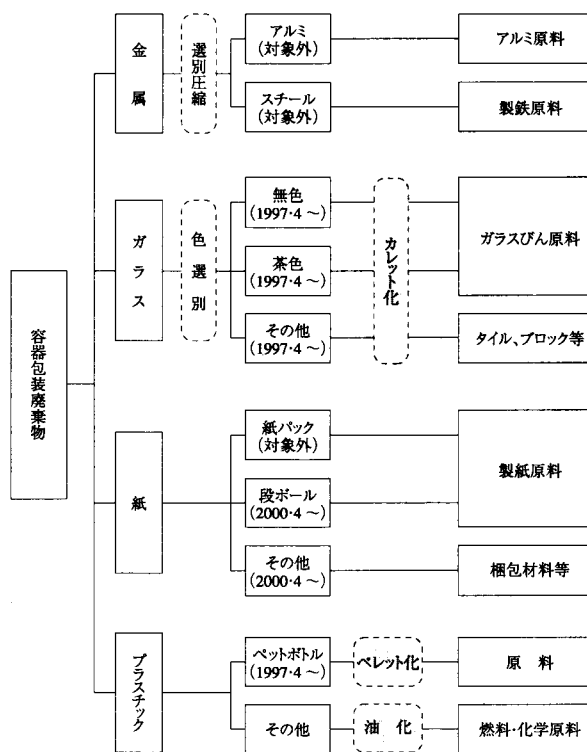 容器包装廃棄物
金属
選別圧縮
アルミ
(対象外)
アルミ原料
スチール
(対象外)
製鉄原料
ガラス
色選別
無色
(1997·4～)
茶色
(1997·4～)
その他
(1997·4～)
カレット化
ガラスびん原料
タイル、ブロック等
紙
紙パック
(対象外)
段ボール
(2000·4～)
その他
(2000·4～)
製紙原料
梱包材料等
プラスチック
ペットボトル
(1997·4～)
ペレット化
原料
その他
油化
燃料·化学原料